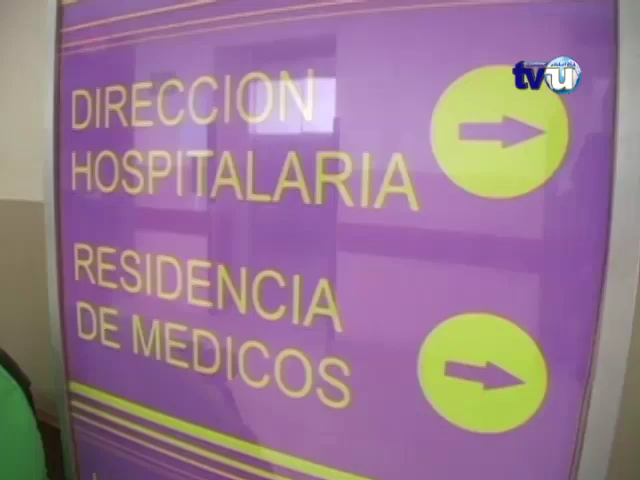 tvu
DIRECCION
HOSPITALARIA
RESIDENCIA
DE MEDICOS